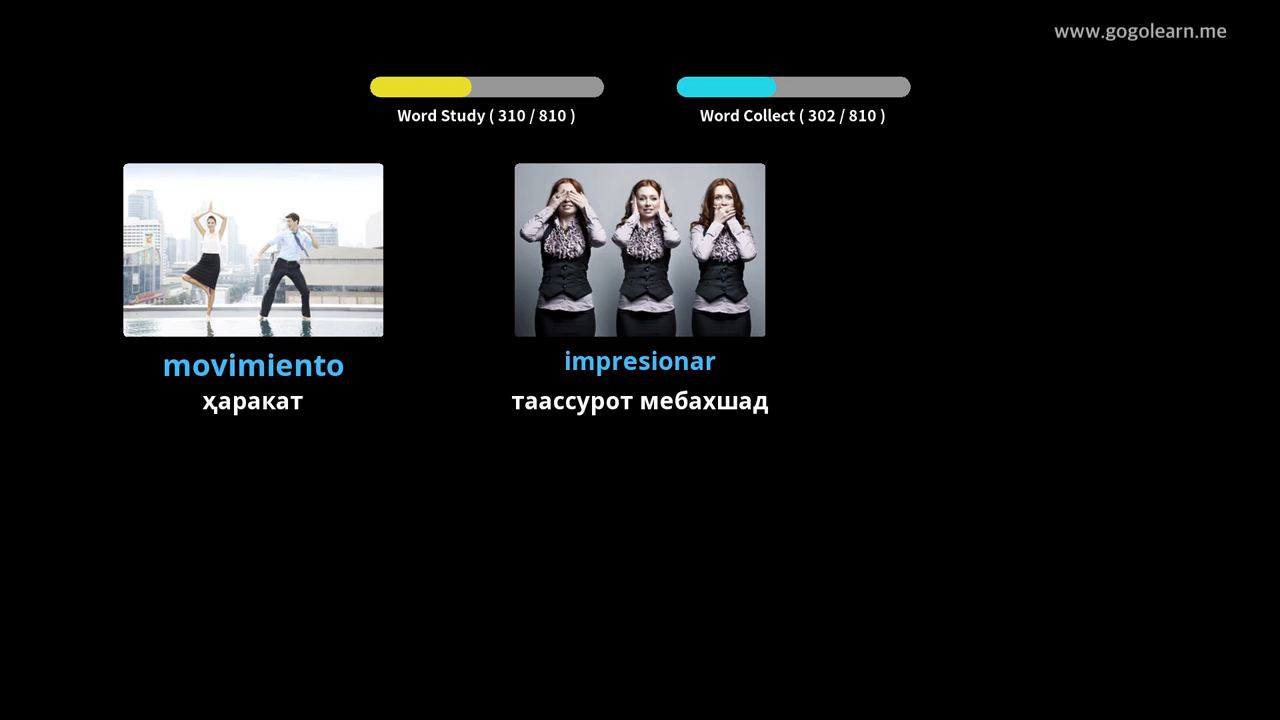 www.gogolearn.me
Word Study ( 310 / 810 )
Word Collect ( 302 / 810 )
movimiento
ҳаракат
impresionar
таассурот мебахшад